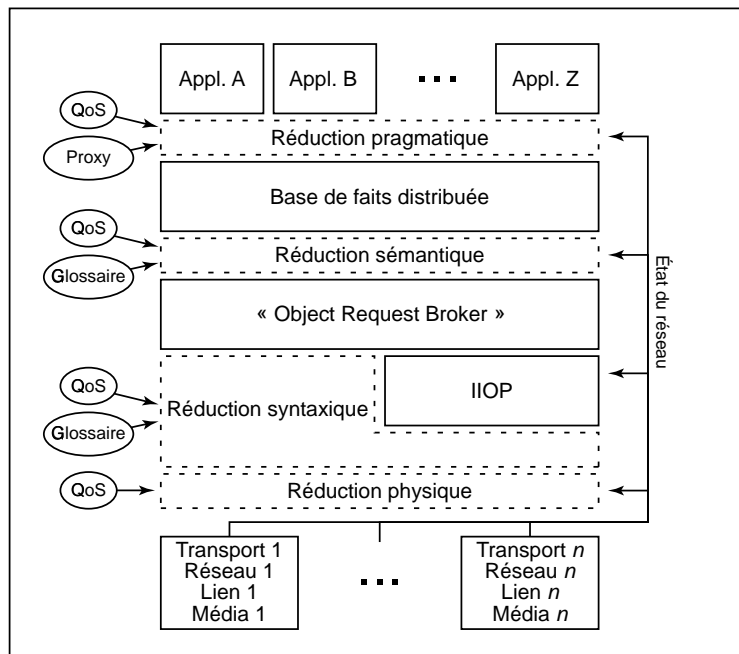 Appl. A
Appl. B
Appl. Z
QoS
Réduction pragmatique
Proxy
Base de faits distribuée
QoS
Réduction sémantique
Glossaire
« Object Request Broker »
État du réseau
IIOP
QoS
Réduction syntaxique
Glossaire
QoS
Réduction physique
Transport 1
Réseau 1
Lien 1
Média 1
Transport n
Réseau n
Lien n
Média n